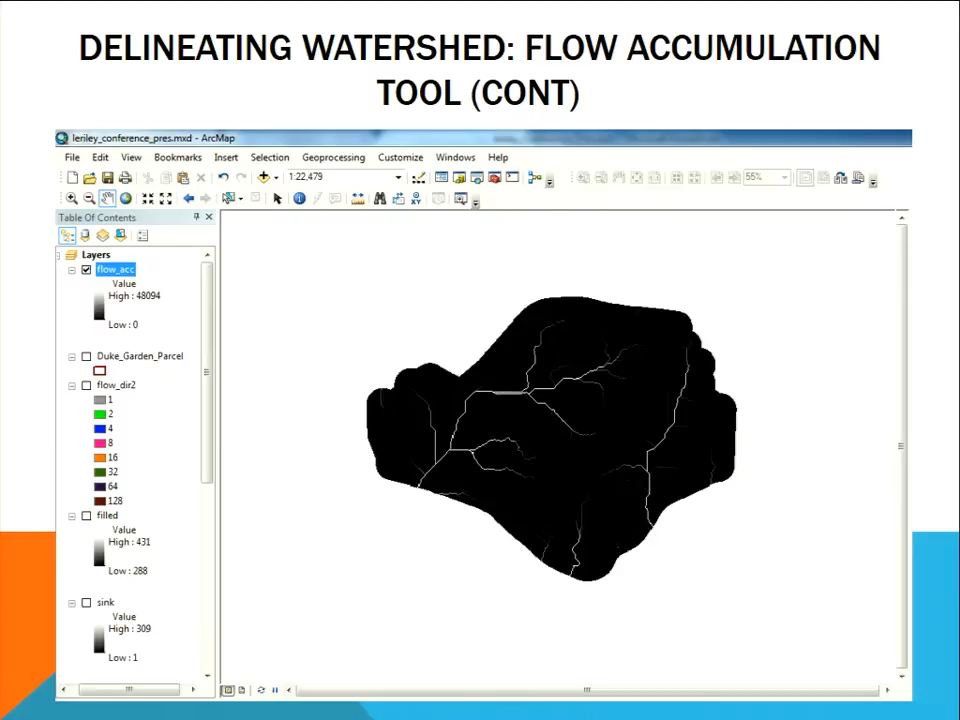 DELINEATING WATERSHED: FLOW ACCUMULATION
TOOL (CONT)
leriley_conference_pres.mxd - ArcMap
File Edit View Bookmarks Insert Selection Geoprocessing Customize Windows Help
1:22,479
55%
Table Of Contents
Layers
flow_acc
Value
High : 48094
Low : 0
Duke_Garden_Parcel
flow_dir2
1
2
4
8
16
32
64
128
filled
Value
High : 431
Low : 288
sink
Value
High : 309
Low : 1